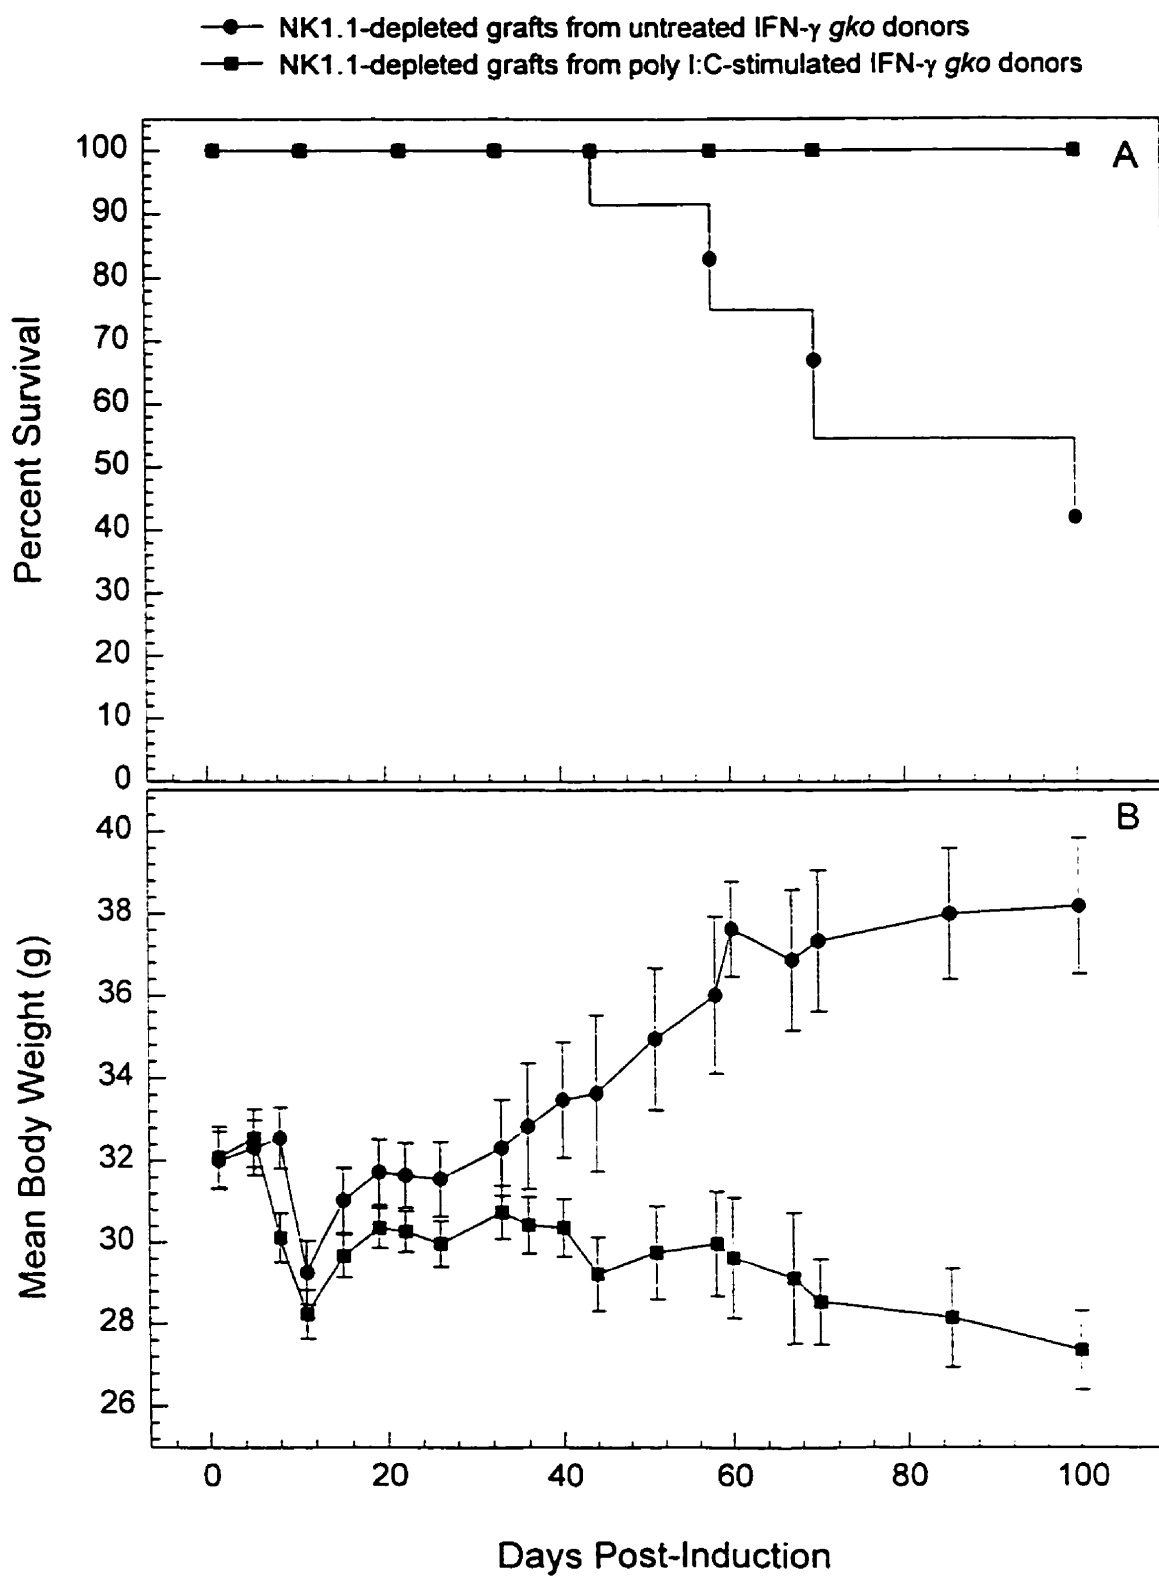 NK1.1-depleted grafts from untreated IFN-γ gko donors
NK1.1-depleted grafts from poly I:C-stimulated IFN-γ gko donors
A
100
90
80
70
60
50
40
30
20
10
0
Percent Survival
B
40
38
36
34
32
30
28
26
Mean Body Weight (g)
0 20 40 60 80 100
Days Post-Induction